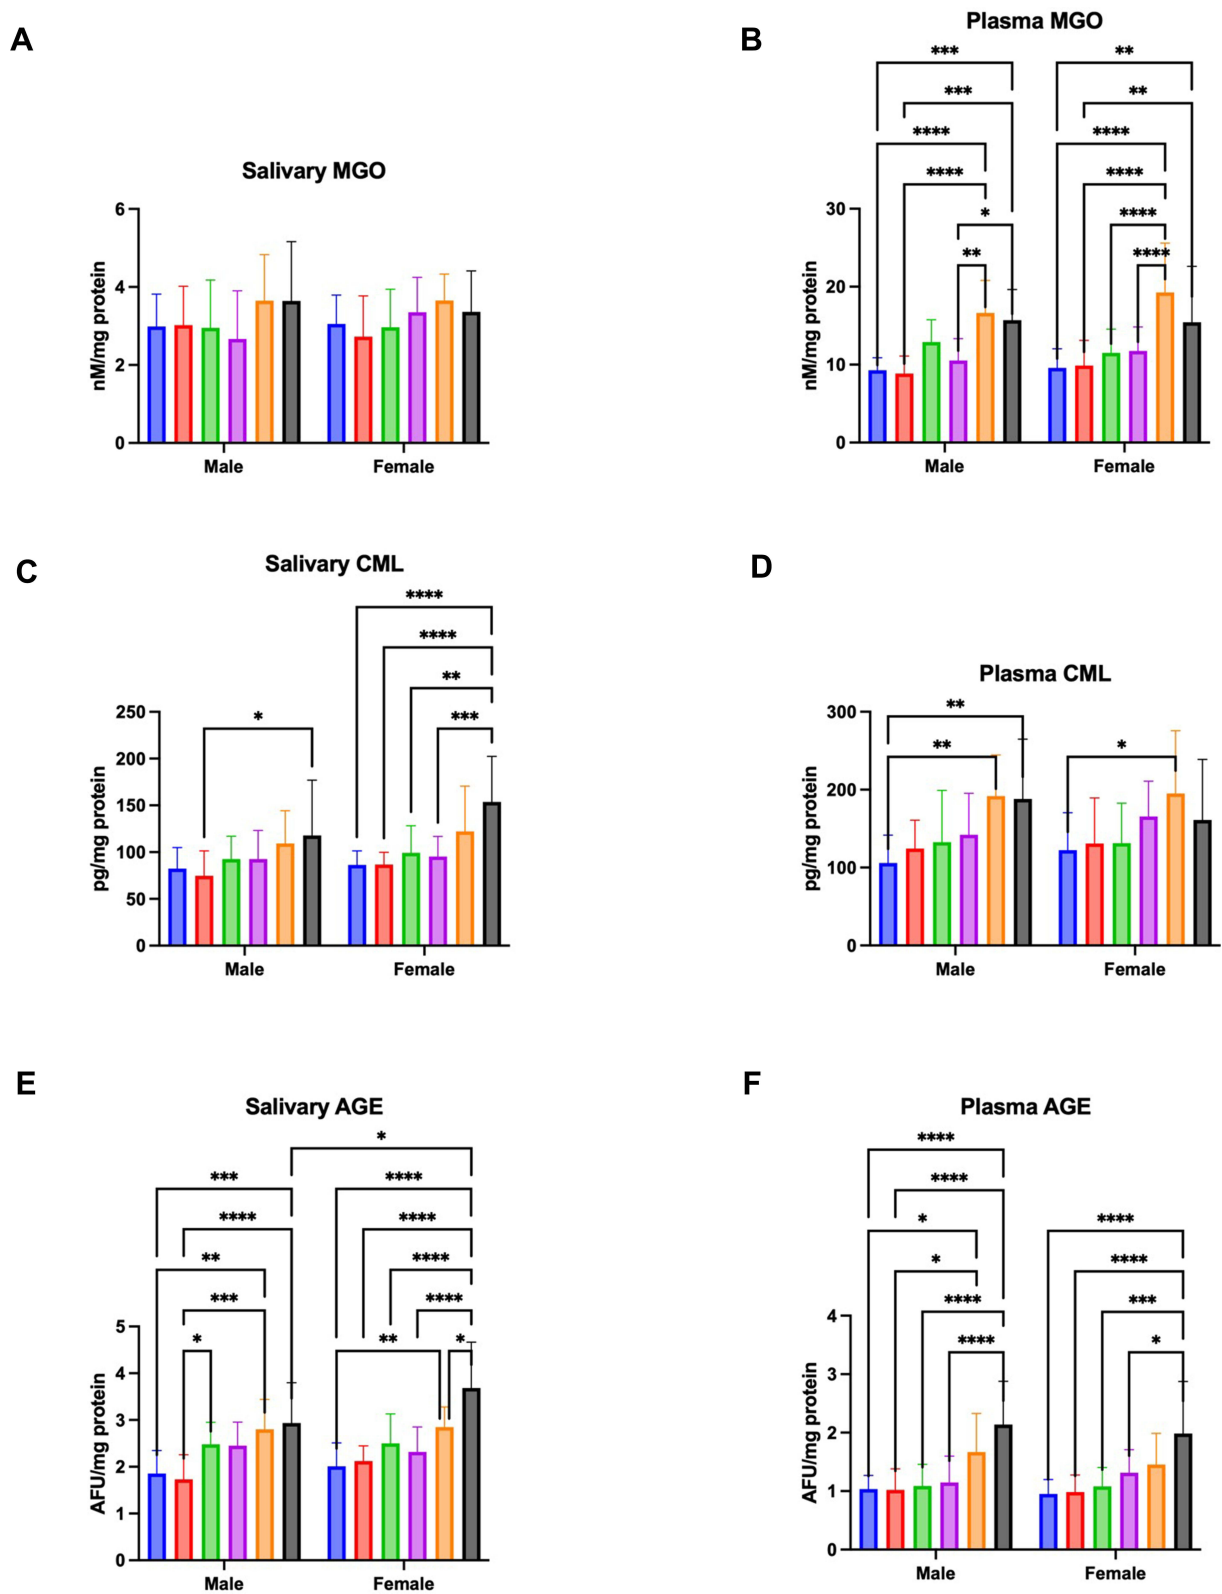 A
Salivary MGO
nM/mg protein
6
4
2
0
Male
Female
B
Plasma MGO
*** **
*** **
**** ****
**** ****
* ****
** ****
nM/mg protein
30
20
10
0
Male
Female
C
Salivary CML
****
****
**
* ***
pg/mg protein
250
200
150
100
50
0
Male
Female
D
Plasma CML
**
** *
pg/mg protein
300
200
100
0
Male
Female
E
Salivary AGE
*
*** ****
**** ****
** ****
*** ****
* ** *
AFU/mg protein
5
4
3
2
1
0
Male
Female
F
Plasma AGE
****
****
* ****
* ****
**** ***
**** *
AFU/mg protein
4
3
2
1
0
Male
Female